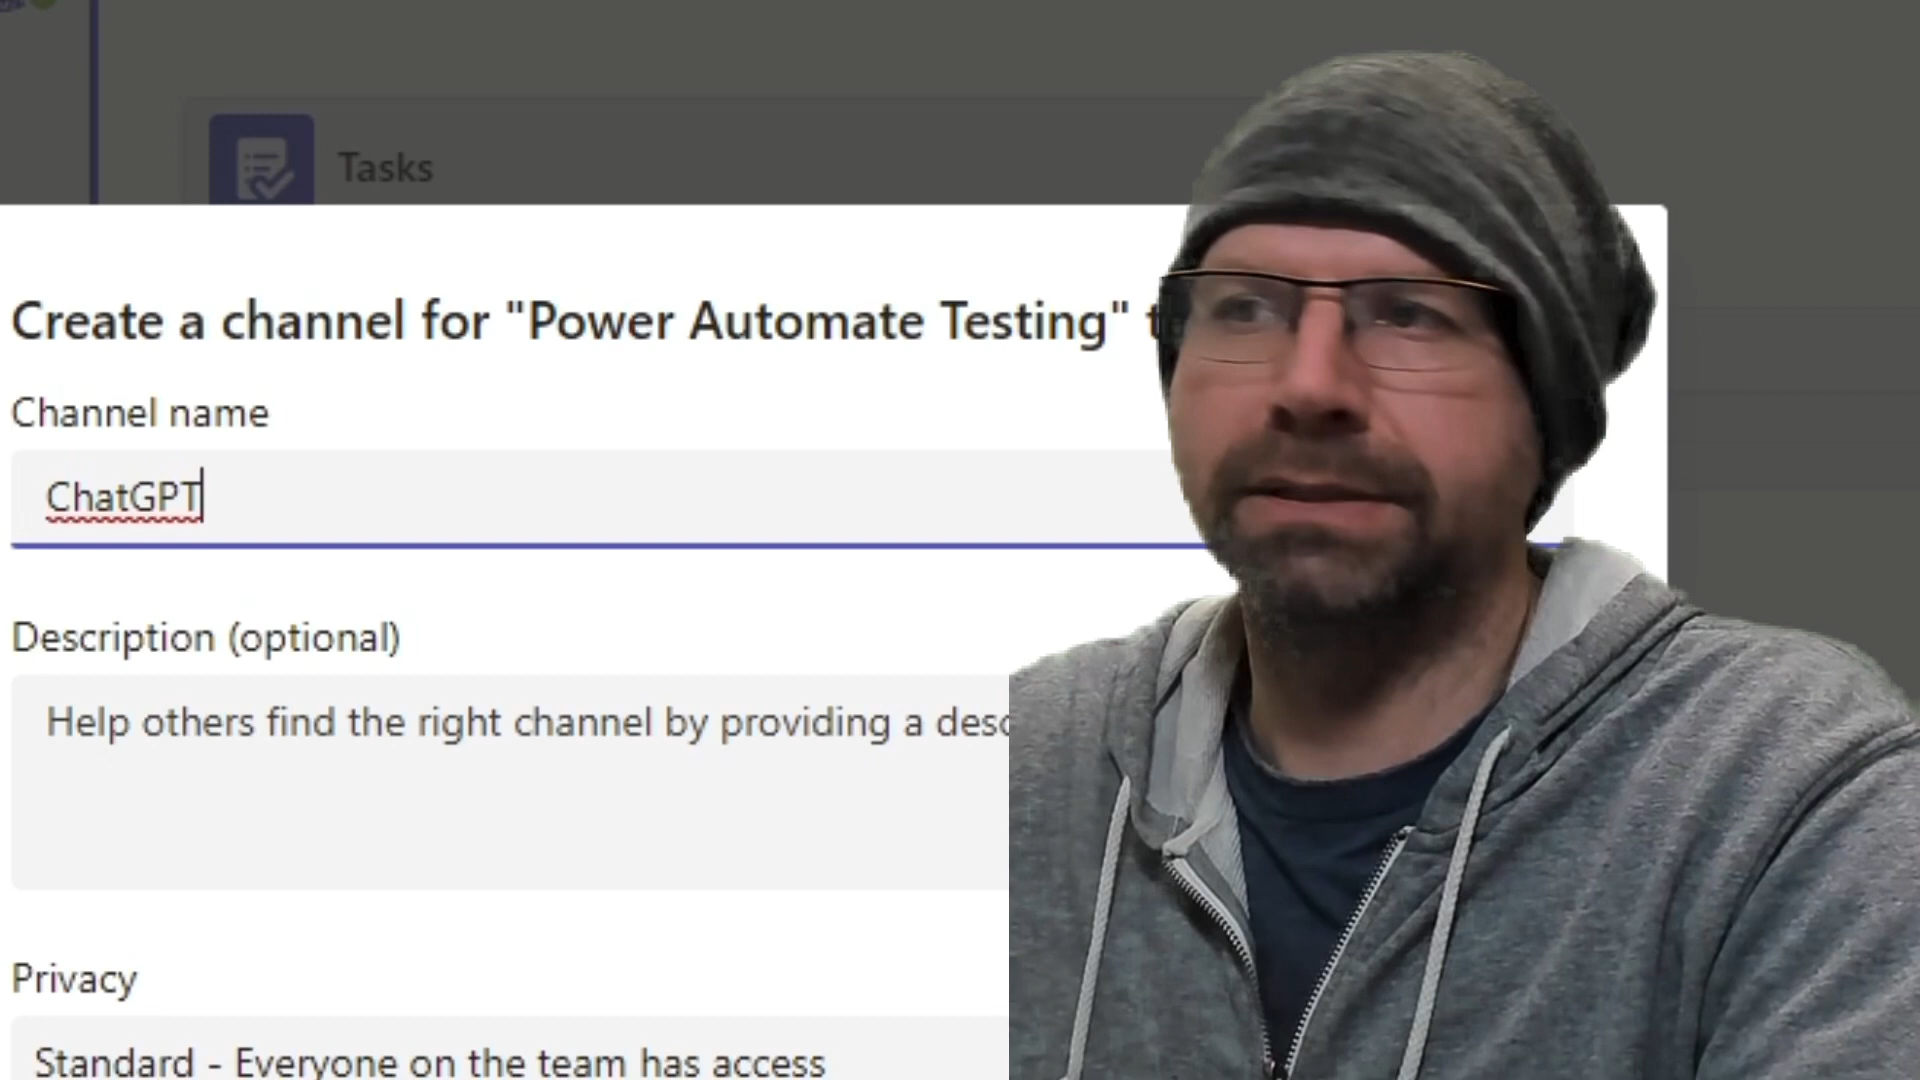 Tasks
Create a channel for "Power Automate Testing"
Channel name
ChatGPT
Description (optional)
Help others find the right channel by providing a
Privacy
Standard - Everyone on the team has access